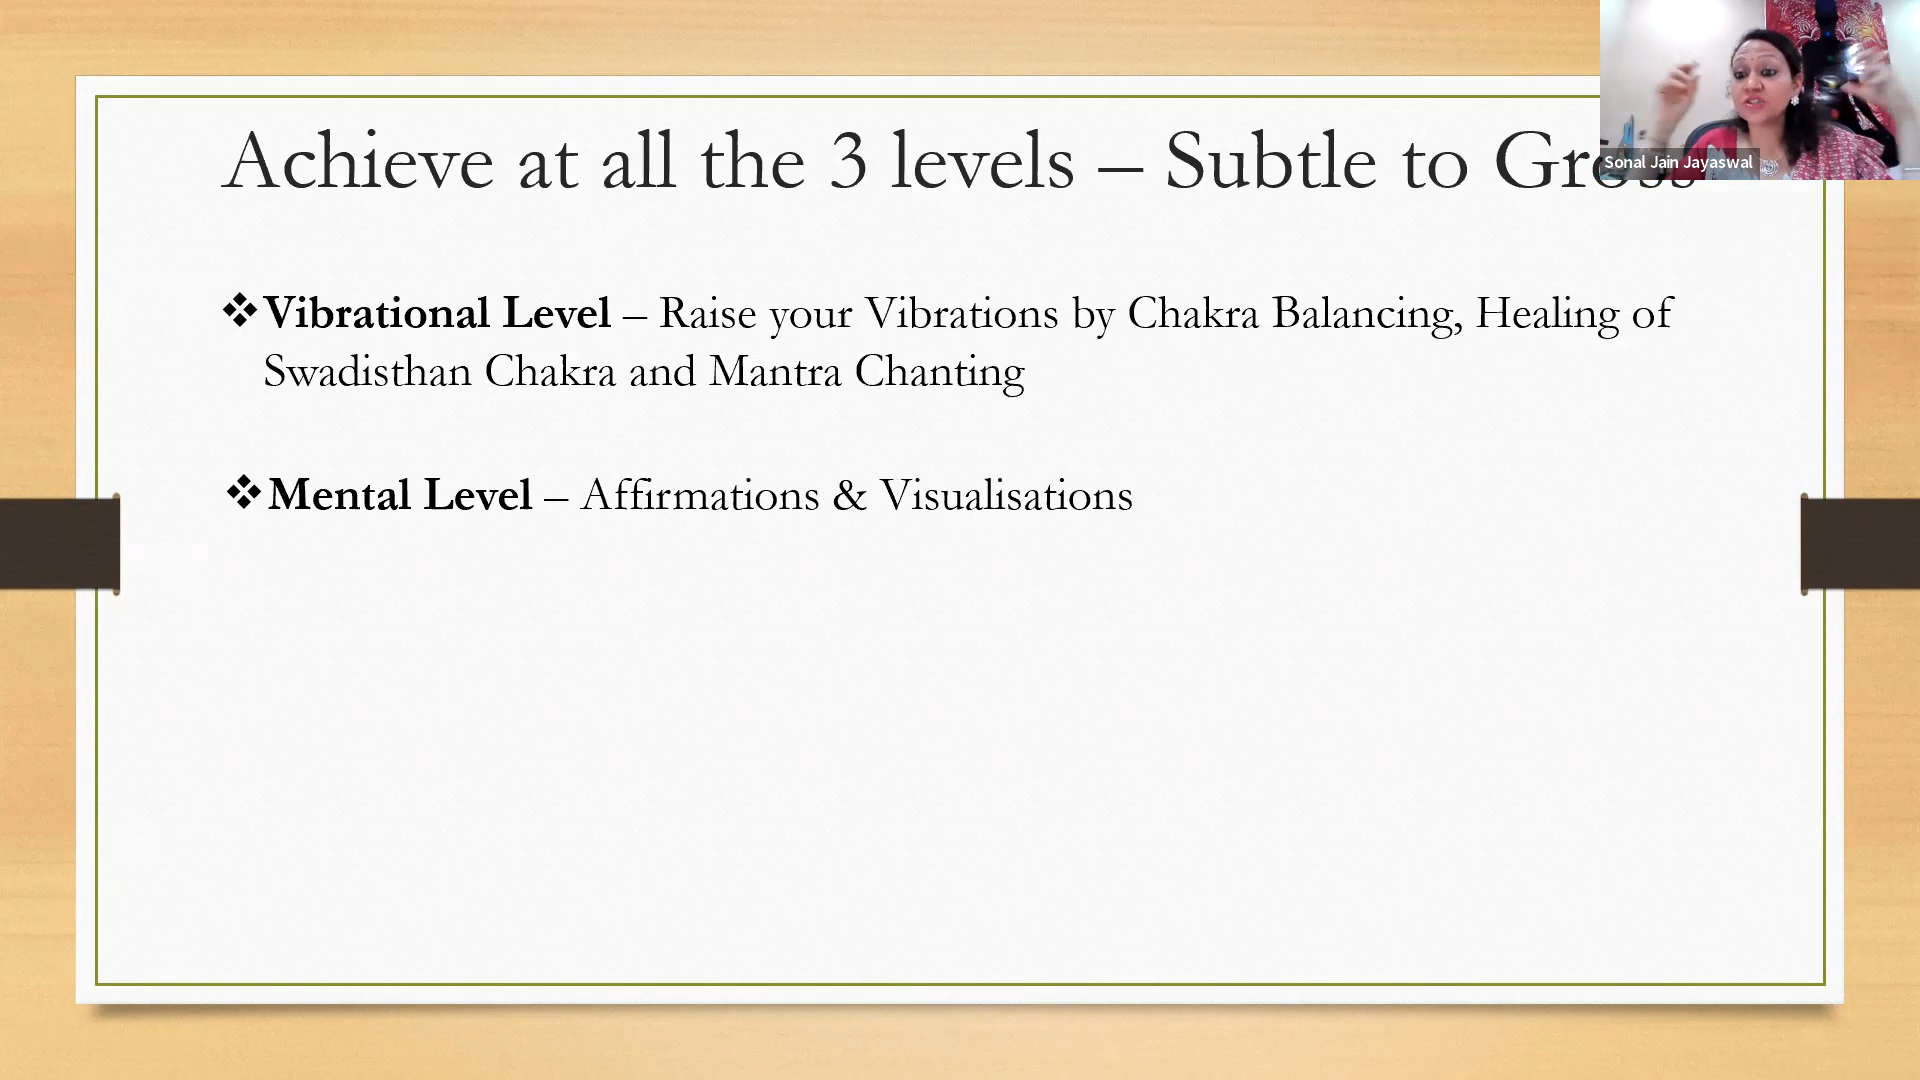 Achieve at all the 3 levels – Subtle to Gross
Sonal Jain Jayaswal
❖Vibrational Level – Raise your Vibrations by Chakra Balancing, Healing of
Swadisthan Chakra and Mantra Chanting
❖Mental Level – Affirmations & Visualisations